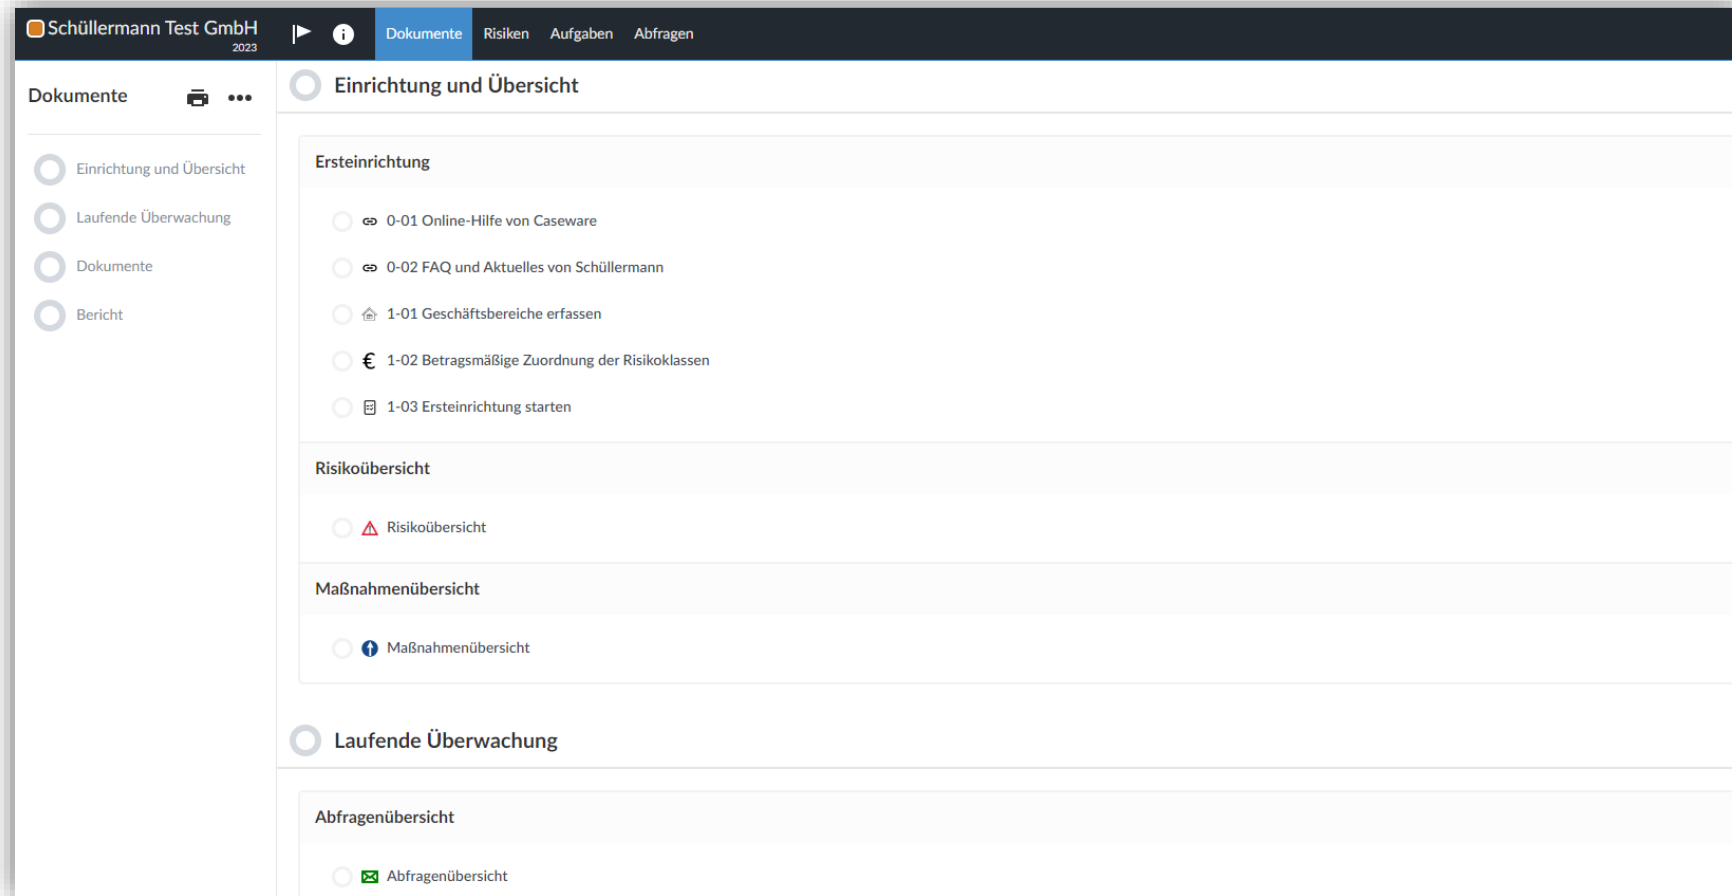 Schüllermann Test GmbH
2023
Dokumente Risiken Aufgaben Abfragen
Dokumente
Einrichtung und Übersicht
Laufende Überwachung
Dokumente
Bericht
Einrichtung und Übersicht
Ersteinrichtung
0-01 Online-Hilfe von Caseware
0-02 FAQ und Aktuelles von Schüllermann
1-01 Geschäftsbereiche erfassen
€ 1-02 Betragsmäßige Zuordnung der Risikoklassen
1-03 Ersteinrichtung starten
Risikoübersicht
Risikoübersicht
Maßnahmenübersicht
Maßnahmenübersicht
Laufende Überwachung
Abfragenübersicht
Abfragenübersicht